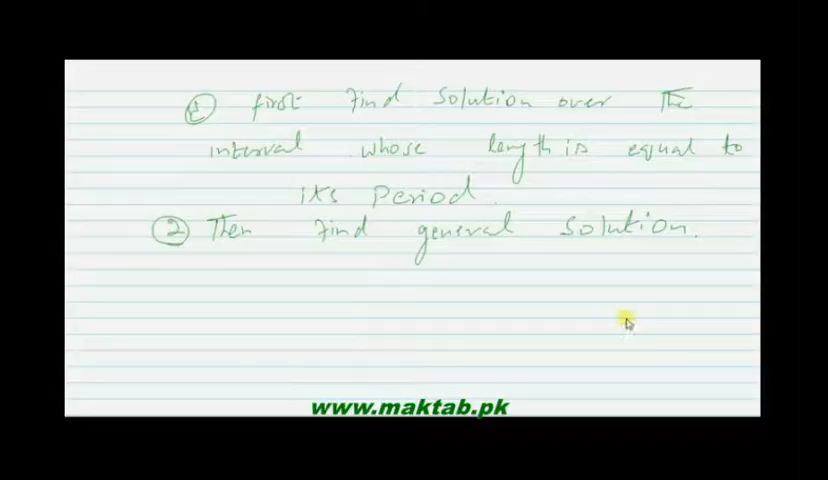 ① first Find Solution over The
interval whose length is equal to
its Period.
② Then Find general Solution.
www.maktab.pk